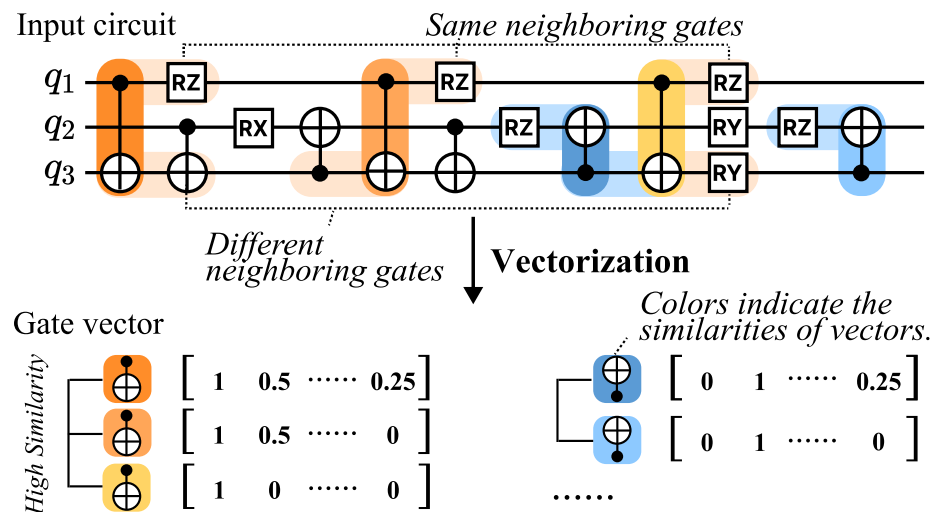 Input circuit
Same neighboring gates
q1 RZ RZ RZ
q2 RX RZ RY RZ
q3 RY
Different
neighboring gates
Vectorization
Colors indicate the
similarities of vectors.
Gate vector
High Similarity
[ 1 0.5 ······ 0.25 ]
[ 1 0.5 ······ 0 ]
[ 1 0 ······ 0 ]
[ 0 1 ······ 0.25 ]
[ 0 1 ······ 0 ]
······